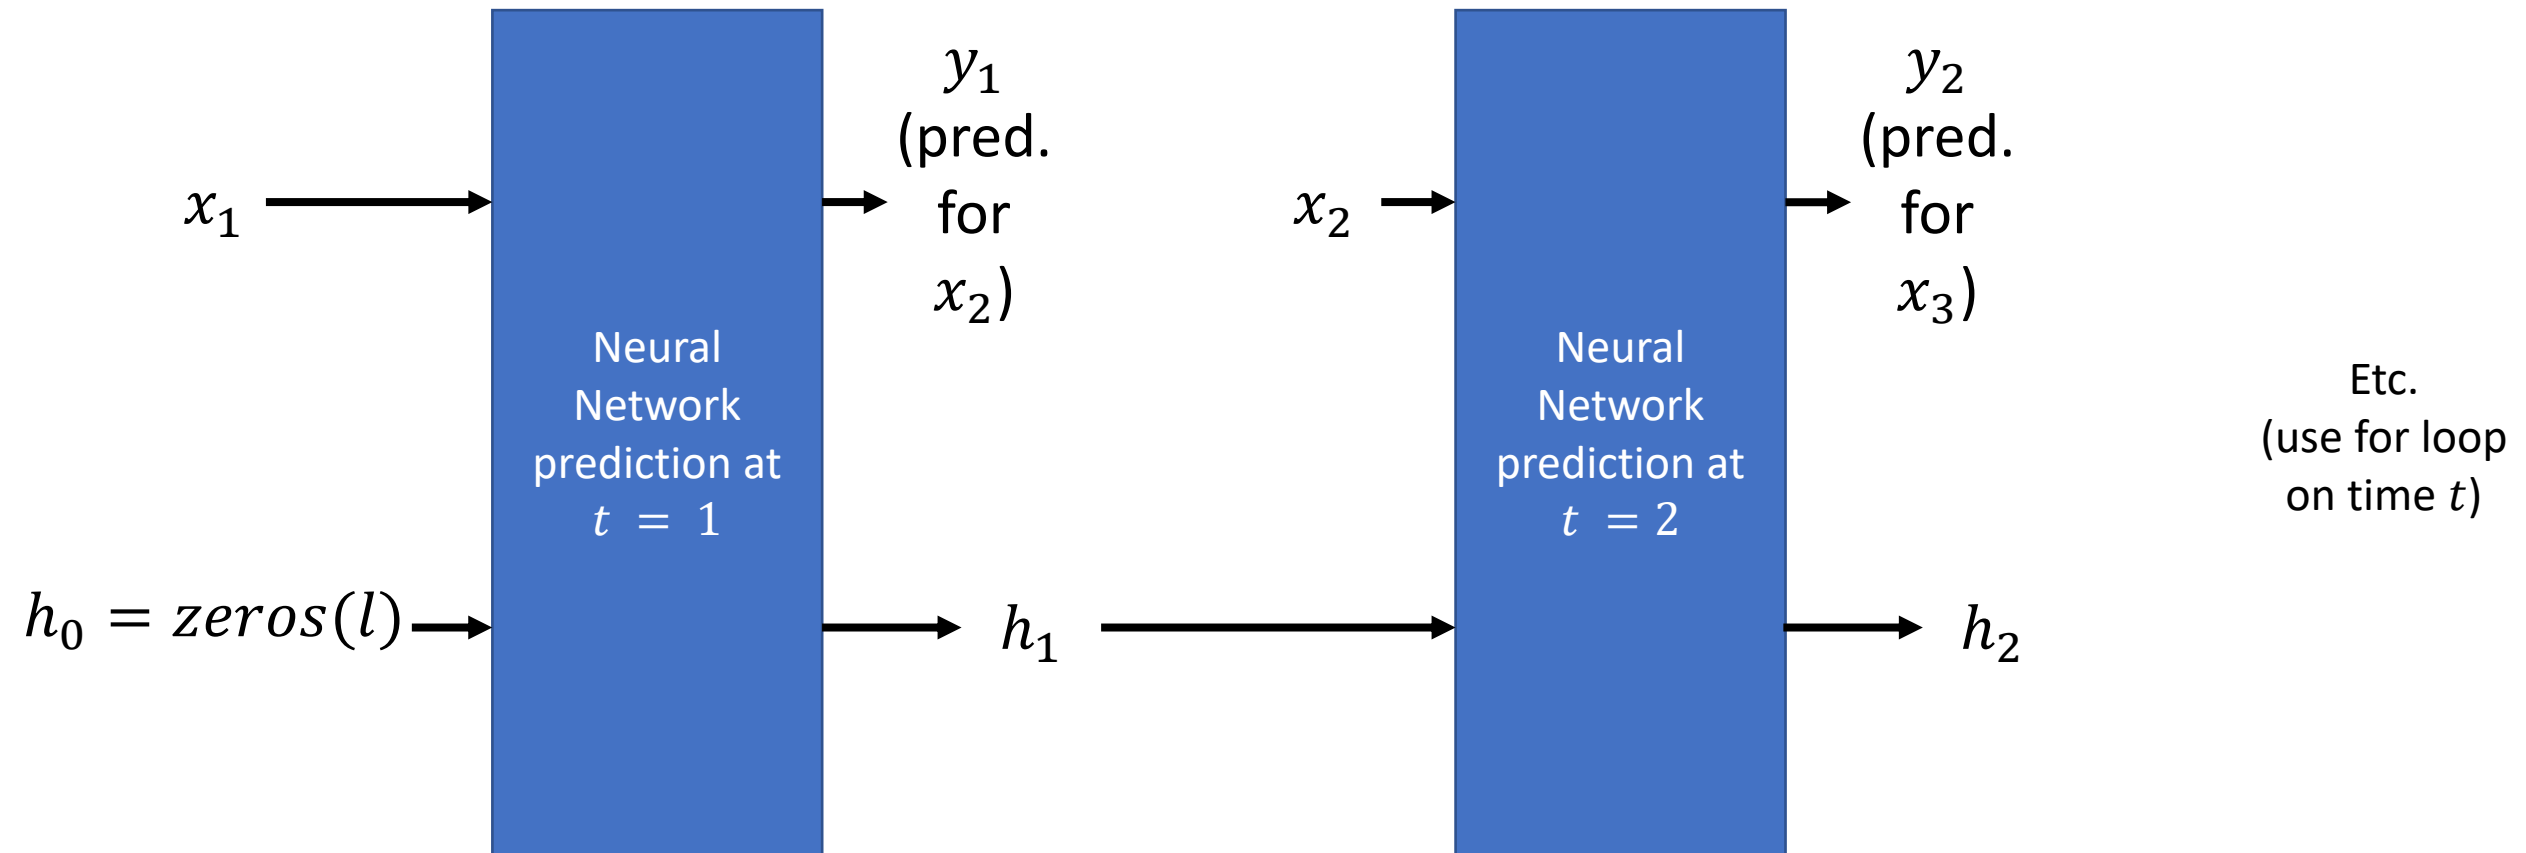 x₁
h₀ = zeros(l)
Neural
Network
prediction at
t = 1
y₁
(pred.
for
x₂)
h₁
x₂
Neural
Network
prediction at
t = 2
y₂
(pred.
for
x₃)
h₂
Etc.
(use for loop
on time t)